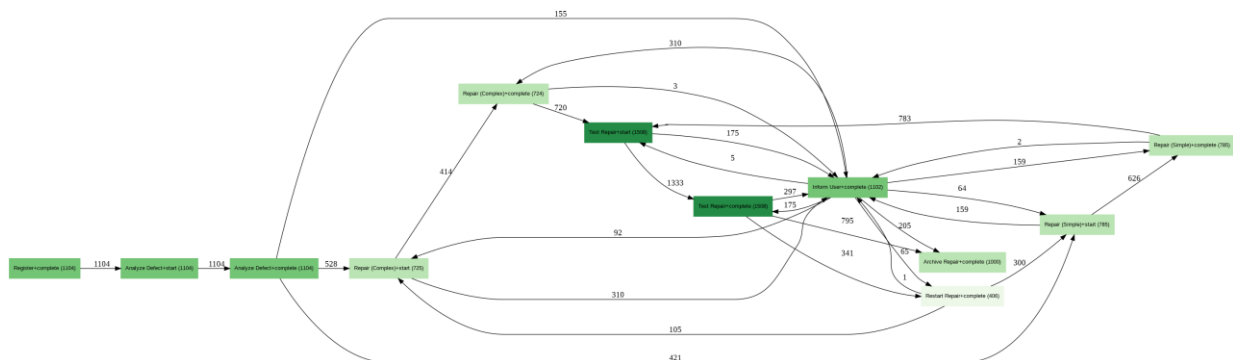 155
310
Repair (Complex)+complete (724)
3
720
783
Test Repair+start (1508)
175
2
Repair (Simple)+complete (785)
5
159
414
1333
626
297
Inform User+complete (1102)
64
Test Repair+complete (1508)
175
159
795
205
Repair (Simple)+start (785)
92
1104
1104
528
341
65
Archive Repair+complete (1000)
300
Register+complete (1104)
Analyze Defect+start (1104)
Analyze Defect+complete (1104)
Repair (Complex)+start (725)
1
310
Restart Repair+complete (406)
105
421